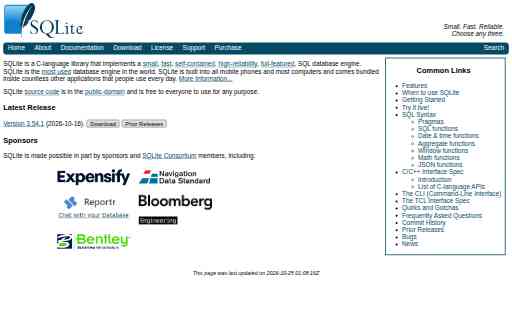 SQLite
Small. Fast. Reliable.
Choose any three.
Home About Documentation Download License Support Purchase Search
SQLite is a C-language library that implements a small, fast, self-contained, high-reliability, full-featured, SQL database engine.
SQLite is the most used database engine in the world. SQLite is built into all mobile phones and most computers and comes bundled
inside countless other applications that people use every day. More Information...
SQLite source code is in the public-domain and is free to everyone to use for any purpose.
Latest Release
Version 3.54.1 (2026-10-16). Download Prior Releases
Sponsors
SQLite is made possible in part by sponsors and SQLite Consortium members, including:
Expensify
Navigation
Data Standard
Reportr
Chat with your Database
Bloomberg
Engineering
Bentley
Common Links
Features
When to use SQLite
Getting Started
Try it live!
SQL Syntax
Pragmas
SQL functions
Date & time functions
Aggregate functions
Window functions
Math functions
JSON functions
C/C++ Interface Spec
Introduction
List of C-language APIs
The CLI (Command-Line Interface)
The TCL Interface Spec
Quirks and Gotchas
Frequently Asked Questions
Commit History
Prior Releases
Bugs
News
This page was last updated on 2026-10-25 01:08:16Z